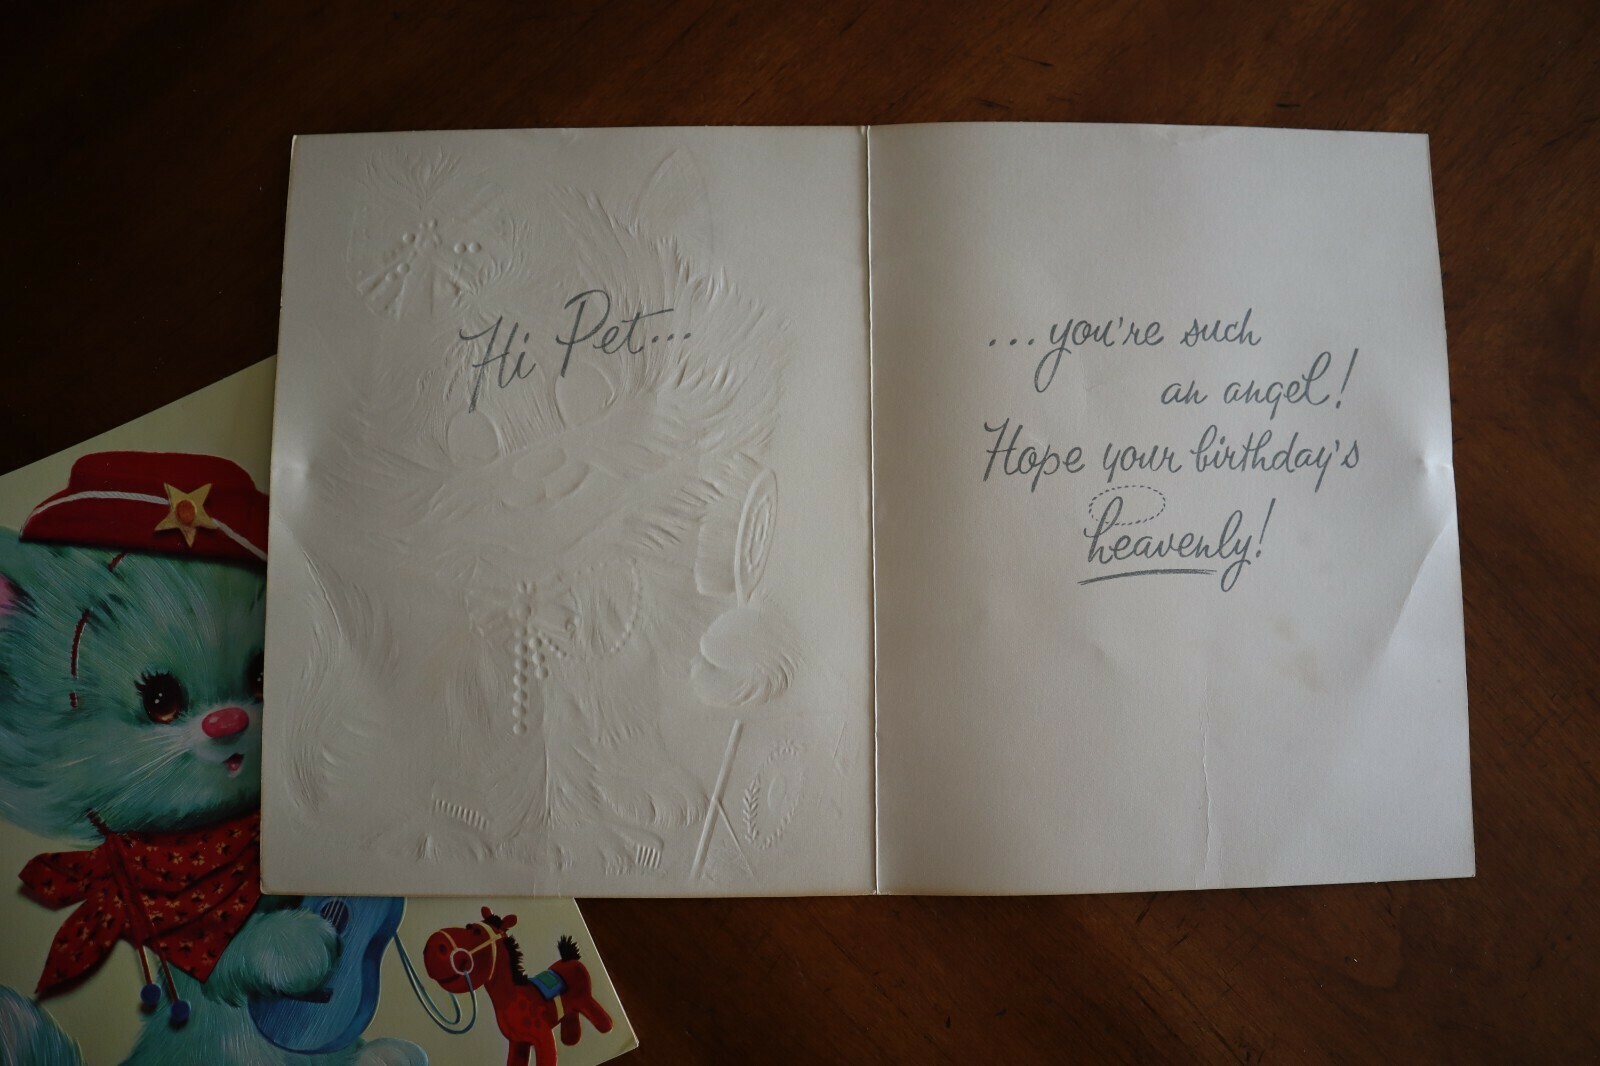 Hi Pet...
...you're such
an angel!
Hope your birthday's
heavenly!